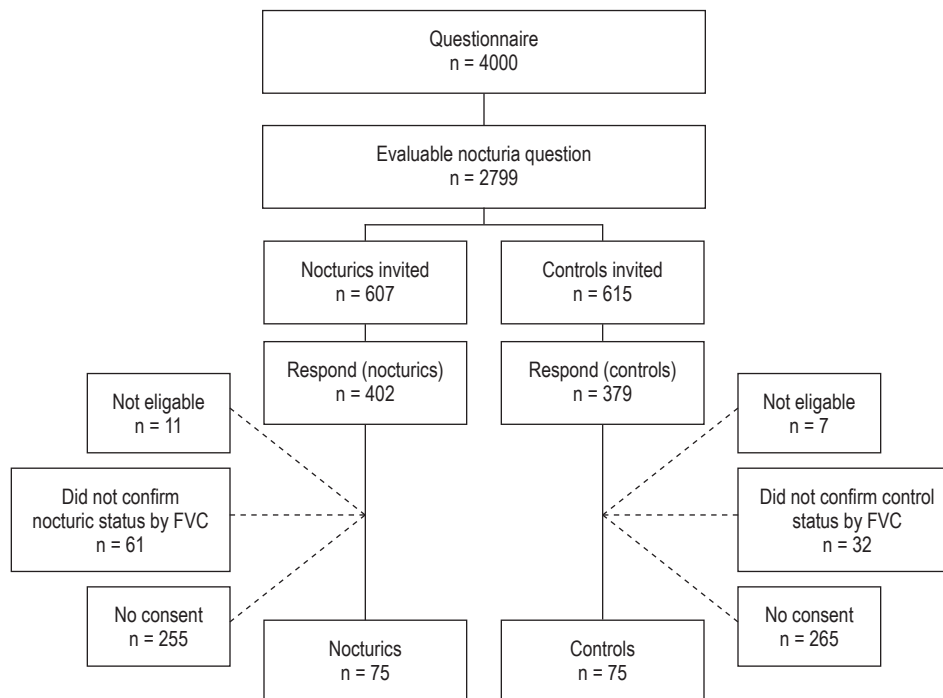 Questionnaire
n = 4000
Evaluable nocturia question
n = 2799
Nocturics invited
n = 607
Controls invited
n = 615
Respond (nocturics)
n = 402
Respond (controls)
n = 379
Not eligable
n = 11
Not eligable
n = 7
Did not confirm
nocturic status by FVC
n = 61
Did not confirm control
status by FVC
n = 32
No consent
n = 255
No consent
n = 265
Nocturics
n = 75
Controls
n = 75